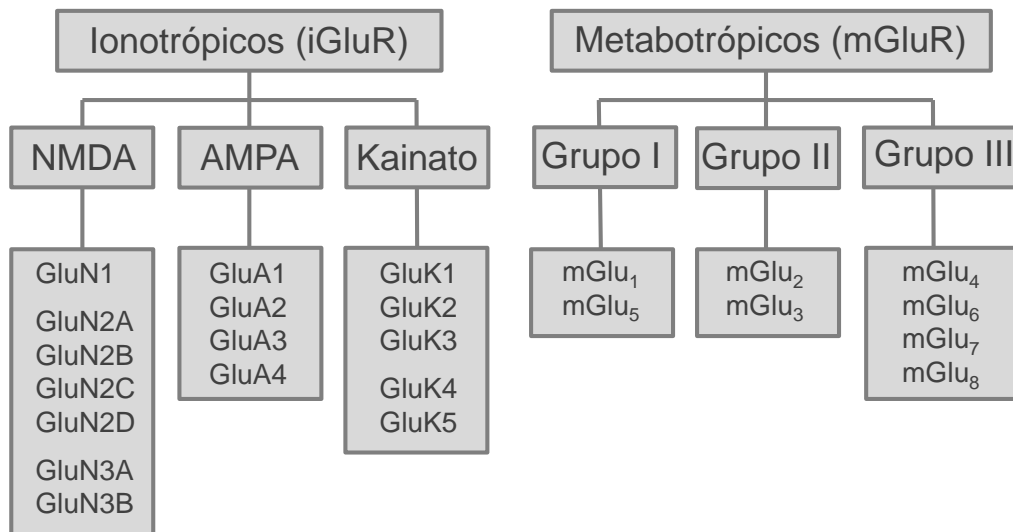 Ionotrópicos (iGluR)
NMDA
AMPA
Kainato
GluN1
GluN2A
GluN2B
GluN2C
GluN2D
GluN3A
GluN3B
GluA1
GluA2
GluA3
GluA4
GluK1
GluK2
GluK3
GluK4
GluK5
Metabotrópicos (mGluR)
Grupo I
Grupo II
Grupo III
mGlu₁
mGlu₅
mGlu₂
mGlu₃
mGlu₄
mGlu₆
mGlu₇
mGlu₈